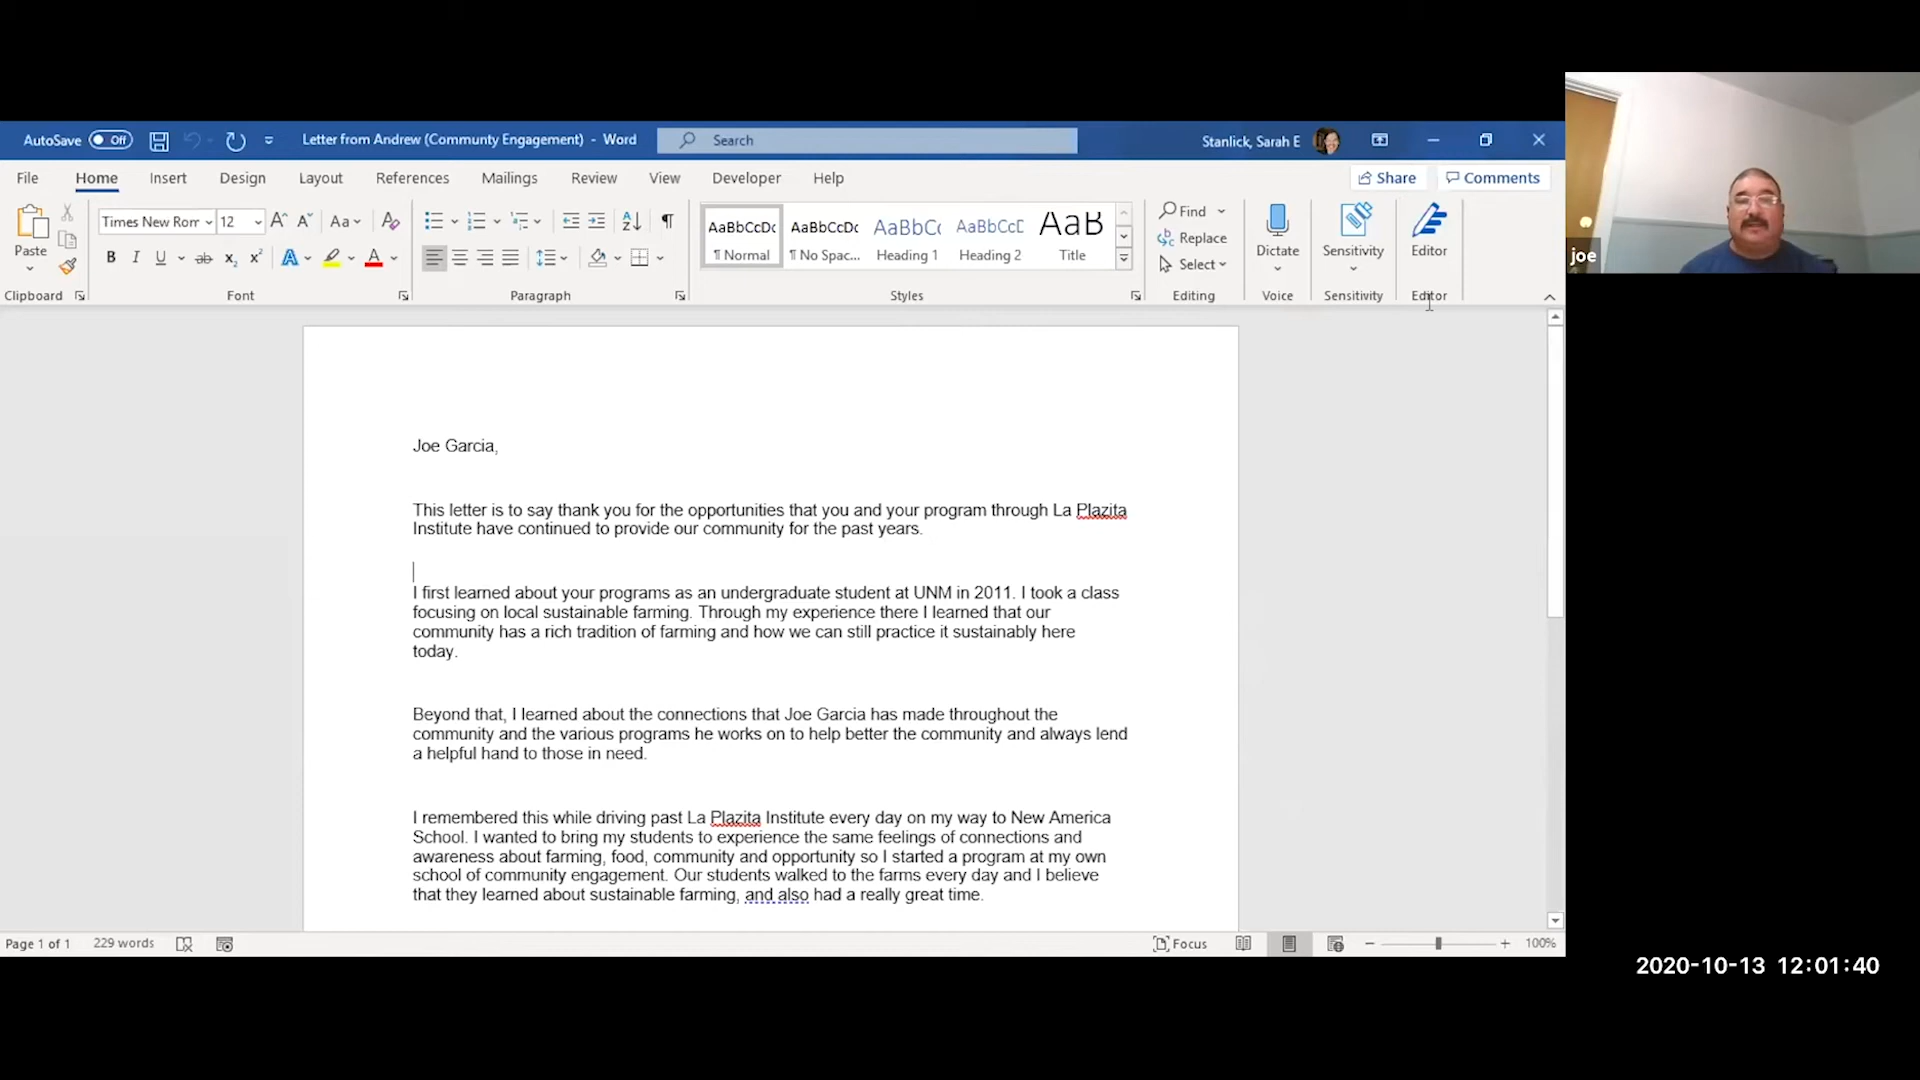 AutoSave Off
Letter from Andrew (Communty Engagement) - Word
Search
Stanlick, Sarah E
File Home Insert Design Layout References Mailings Review View Developer Help
Share Comments
Paste
Times New Rom 12
Aa
AaBbCcDc AaBbCcDc AaBbC( AaBbCcD AaB
¶ Normal ¶ No Spac... Heading 1 Heading 2 Title
Find
Replace
Select
Dictate
Sensitivity
Editor
Clipboard Font Paragraph Styles Editing Voice Sensitivity Editor
joe
Joe Garcia,
This letter is to say thank you for the opportunities that you and your program through La Plazita
Institute have continued to provide our community for the past years.
I first learned about your programs as an undergraduate student at UNM in 2011. I took a class
focusing on local sustainable farming. Through my experience there I learned that our
community has a rich tradition of farming and how we can still practice it sustainably here
today.
Beyond that, I learned about the connections that Joe Garcia has made throughout the
community and the various programs he works on to help better the community and always lend
a helpful hand to those in need.
I remembered this while driving past La Plazita Institute every day on my way to New America
School. I wanted to bring my students to experience the same feelings of connections and
awareness about farming, food, community and opportunity so I started a program at my own
school of community engagement. Our students walked to the farms every day and I believe
that they learned about sustainable farming, and also had a really great time.
Page 1 of 1 229 words
Focus
100%
2020-10-13 12:01:40